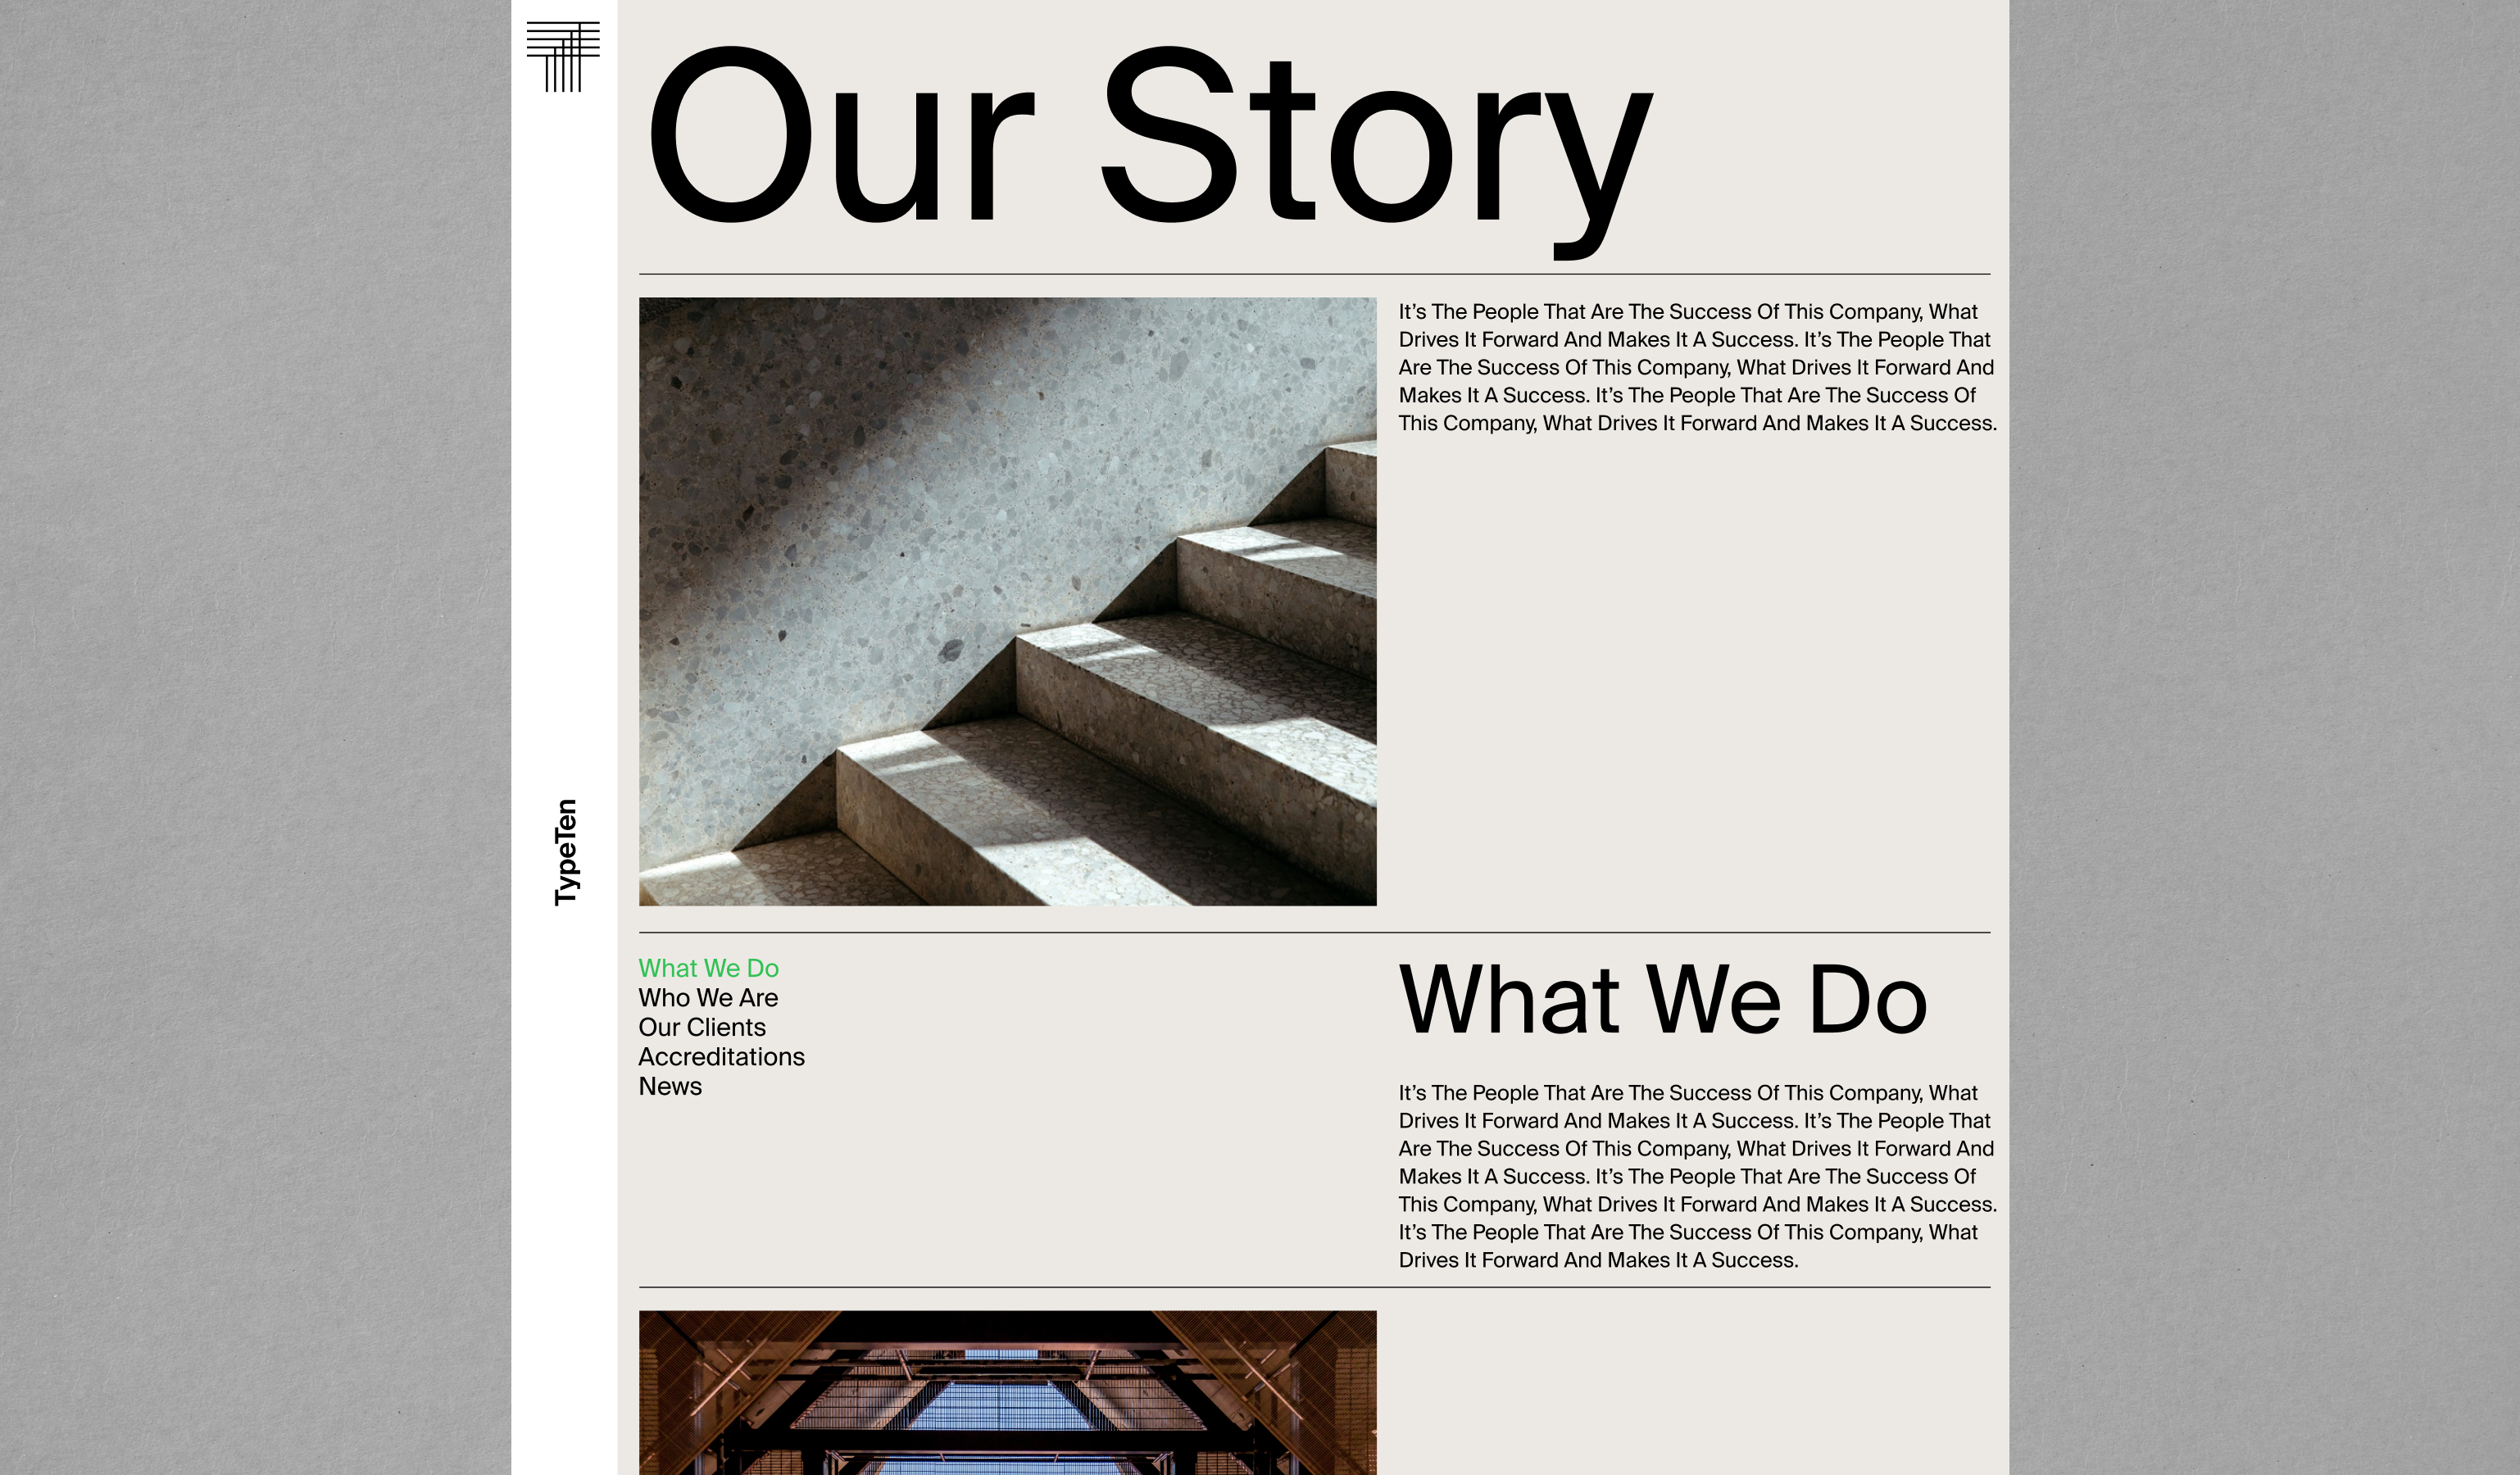 Our Story
It’s The People That Are The Success Of This Company, What
Drives It Forward And Makes It A Success. It’s The People That
Are The Success Of This Company, What Drives It Forward And
Makes It A Success. It’s The People That Are The Success Of
This Company, What Drives It Forward And Makes It A Success.
TypeTen
What We Do
Who We Are
Our Clients
Accreditations
News
What We Do
It’s The People That Are The Success Of This Company, What
Drives It Forward And Makes It A Success. It’s The People That
Are The Success Of This Company, What Drives It Forward And
Makes It A Success. It’s The People That Are The Success Of
This Company, What Drives It Forward And Makes It A Success.
It’s The People That Are The Success Of This Company, What
Drives It Forward And Makes It A Success.